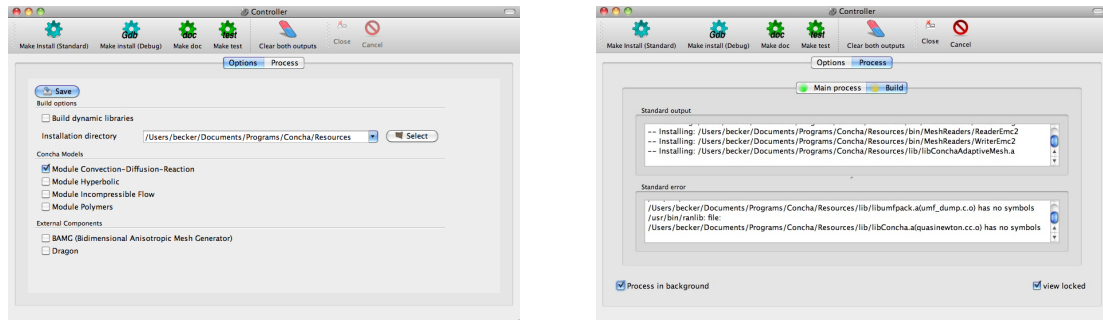 Controller
Make Install (Standard) Make install (Debug) Make doc Make test Clear both outputs Close Cancel
Gdb doc test
Options Process
Save
Build options
Build dynamic libraries
Installation directory /Users/becker/Documents/Programs/Concha/Resources Select
Concha Models
Module Convection-Diffusion-Reaction
Module Hyperbolic
Module Incompressible Flow
Module Polymers
External Components
BAMG (Bidimensional Anisotropic Mesh Generator)
Dragon
Controller
Gdb doc test
Make Install (Standard) Make install (Debug) Make doc Make test Clear both outputs Close Cancel
Options Process
Main process Build
Standard output
-- Installing: /Users/becker/Documents/Programs/Concha/Resources/bin/MeshReaders/ReaderEmc2
-- Installing: /Users/becker/Documents/Programs/Concha/Resources/bin/MeshReaders/WriterEmc2
-- Installing: /Users/becker/Documents/Programs/Concha/Resources/lib/libConchaAdaptiveMesh.a
Standard error
/Users/becker/Documents/Programs/Concha/Resources/lib/libumfpack.a(umf_dump.c.o) has no symbols
/usr/bin/ranlib: file:
/Users/becker/Documents/Programs/Concha/Resources/lib/libConcha.a(quasinewton.cc.o) has no symbols
Process in background view locked